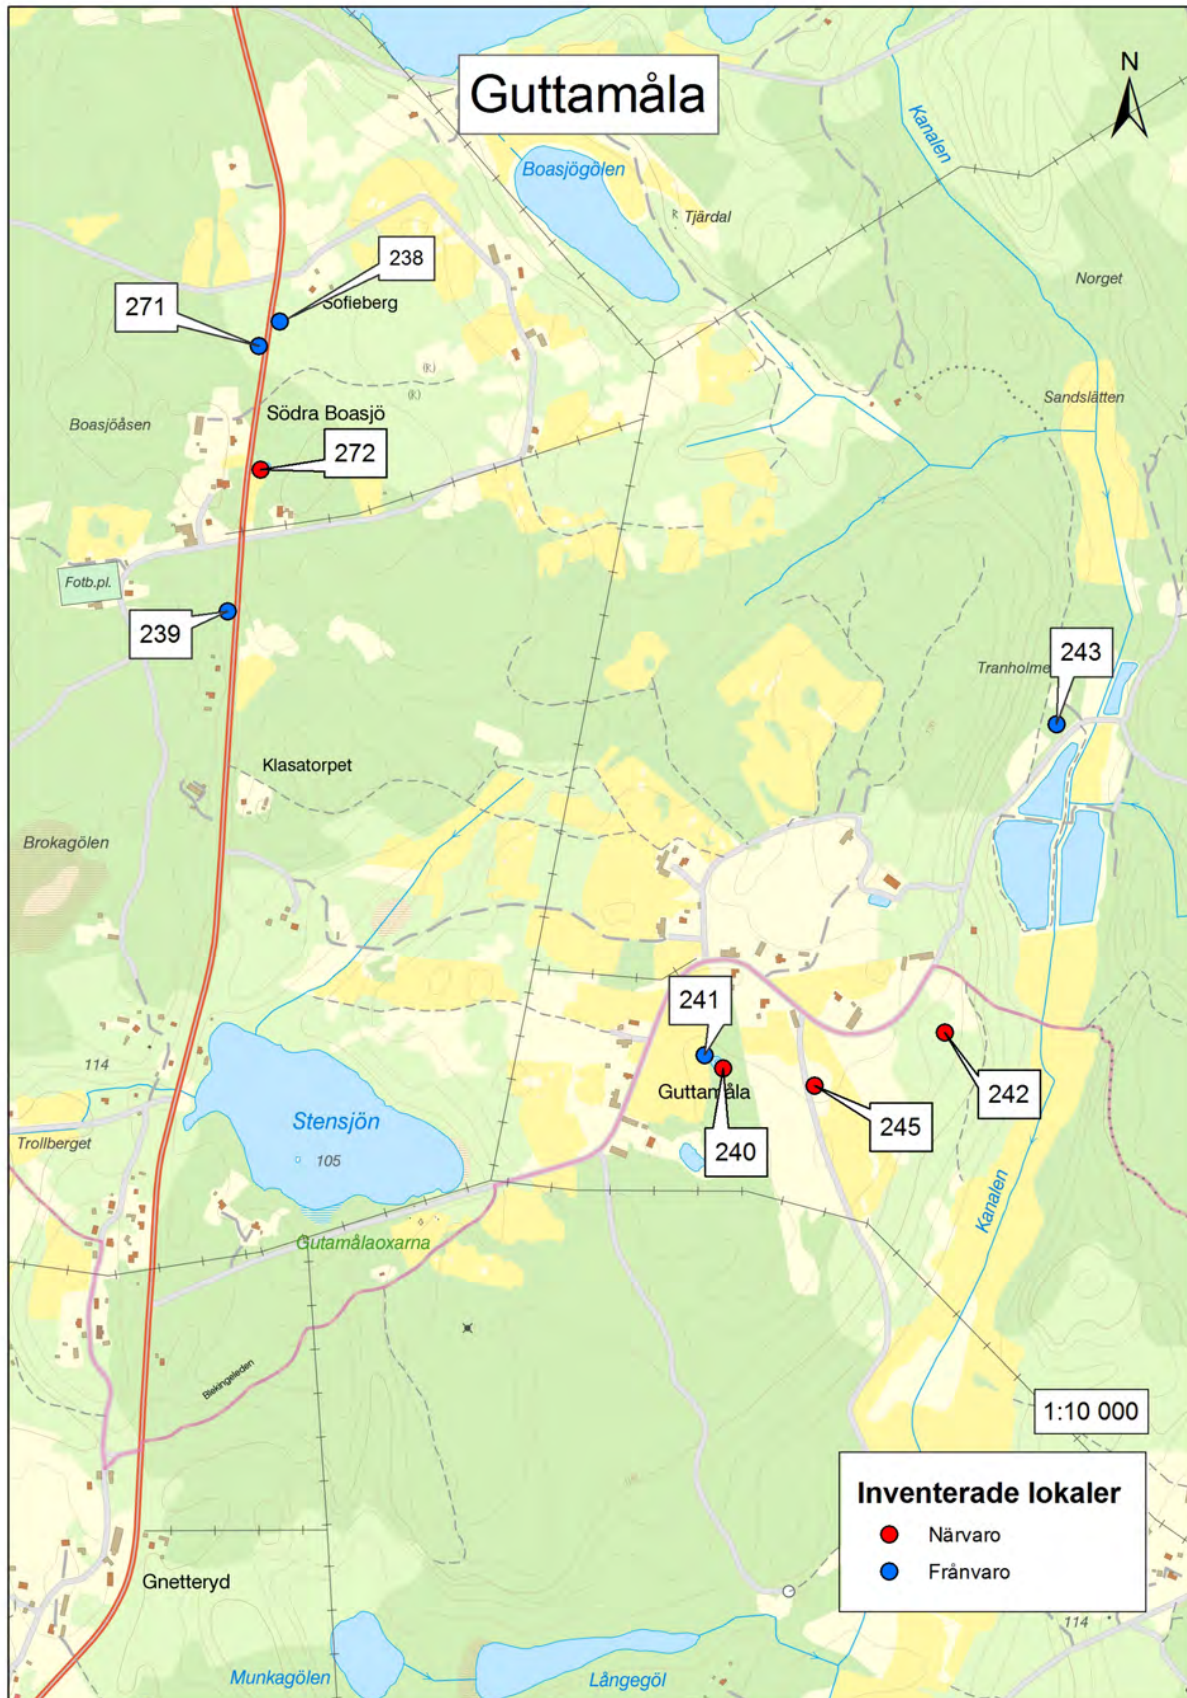 Guttamåla
N
Kanalen
Boasjögölen
R
Tjärdal
238
Norget
271
Sofieberg
(R)
(R)
Sandslätten
Södra Boasjö
Boasjöåsen
272
Fotb.pl.
239
243
Tranholme
Klasatorpet
Brokagölen
241
114
Guttamåla
242
Stensjön
245
Trollberget
105
240
Kanalen
Gutamålaoxarna
Blekingeleden
1:10 000
Inventerade lokaler
Närvaro
Frånvaro
Gnetteryd
114
Munkagölen
Långegöl